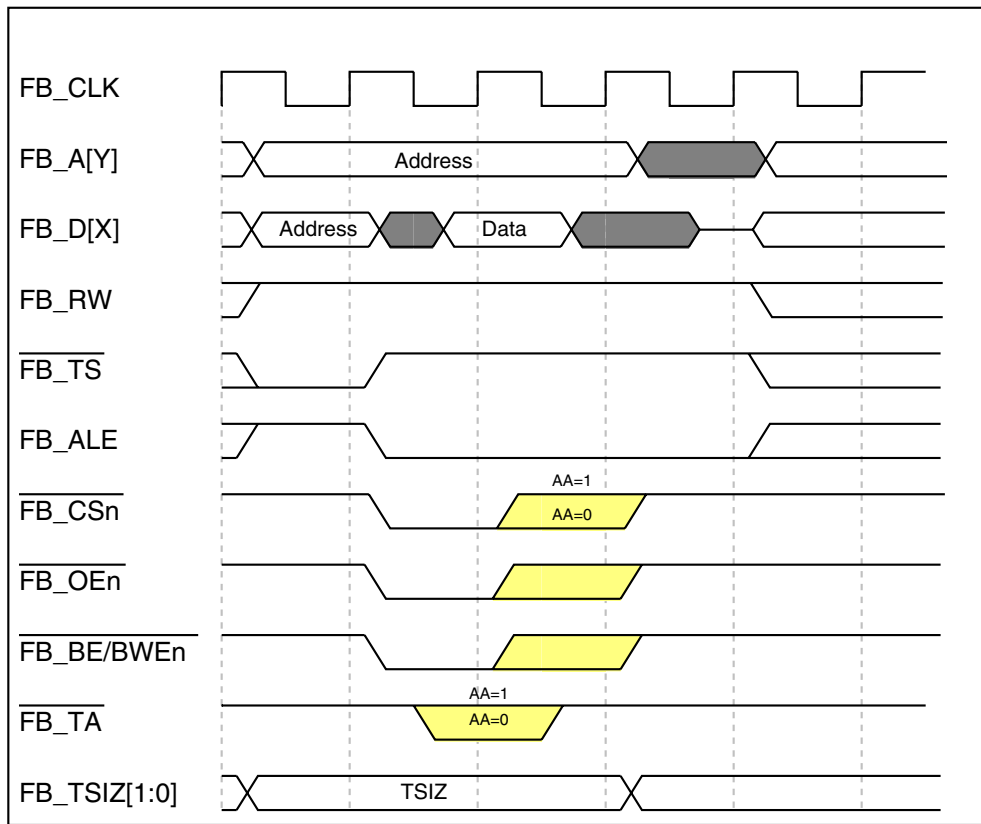 FB_CLK
FB_A[Y]
Address
FB_D[X]
Address
Data
FB_RW
FB_TS
FB_ALE
FB_CSn
AA=1
AA=0
FB_OEn
FB_BE/BWEn
FB_TA
AA=1
AA=0
FB_TSIZ[1:0]
TSIZ